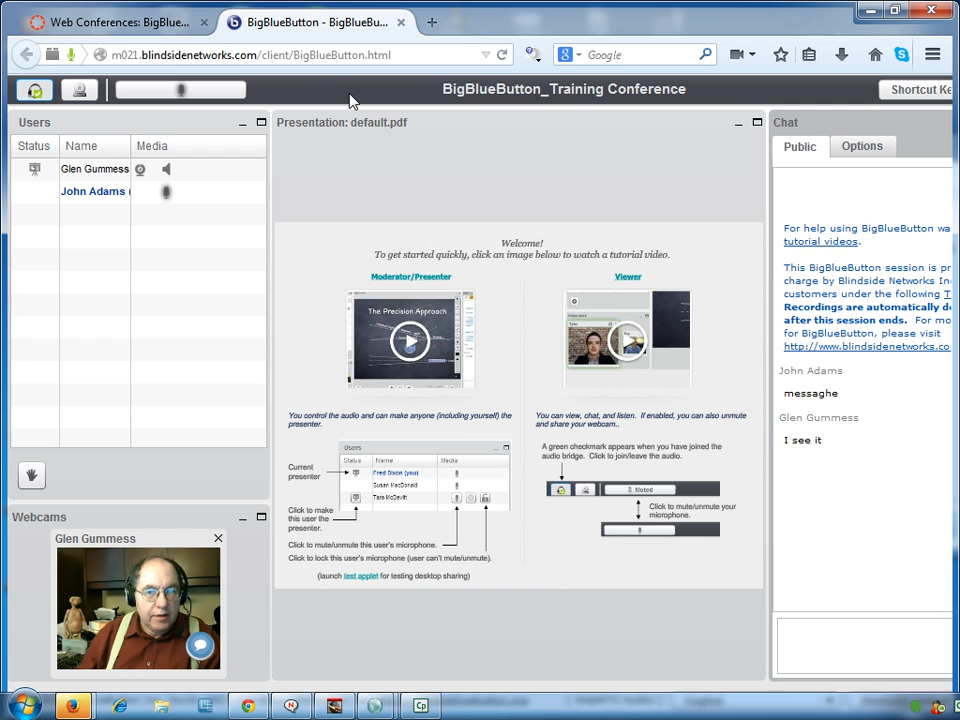 Web Conferences: BigBlue...
BigBlueButton - BigBlueBu...
m021.blindsidenetworks.com/client/BigBlueButton.html
Google
BigBlueButton_Training Conference
Shortcut Ke
Users
Status
Name
Media
Glen Gummess
John Adams (
Presentation: default.pdf
Welcome!
To get started quickly, click an image below to watch a tutorial video.
Moderator/Presenter
Viewer
The Precision Approach
You control the audio and can make anyone (including yourself) the
presenter.
You can view, chat, and listen. If enabled, you can also unmute
and share your webcam..
Users
Status
Name
Media
Fred Dixon (you)
Susan MacDonald
Tara McDevitt
Current
presenter
Click to make
this user the
presenter.
Click to mute/unmute this user's microphone.
Click to lock this user's microphone (user can't mute/unmute).
(launch test applet for testing desktop sharing)
A green checkmark appears when you have joined the
audio bridge. Click to join/leave the audio.
Muted
Click to mute/unmute your
microphone.
Chat
Public
Options
For help using BigBlueButton wa
tutorial videos.
This BigBlueButton session is pr
charge by Blindside Networks In
customers under the following T
Recordings are automatically de
after this session ends. For mo
for BigBlueButton, please visit
http://www.blindsidenetworks.co
John Adams
messaghe
Glen Gummess
I see it
Webcams
Glen Gummess
Cp